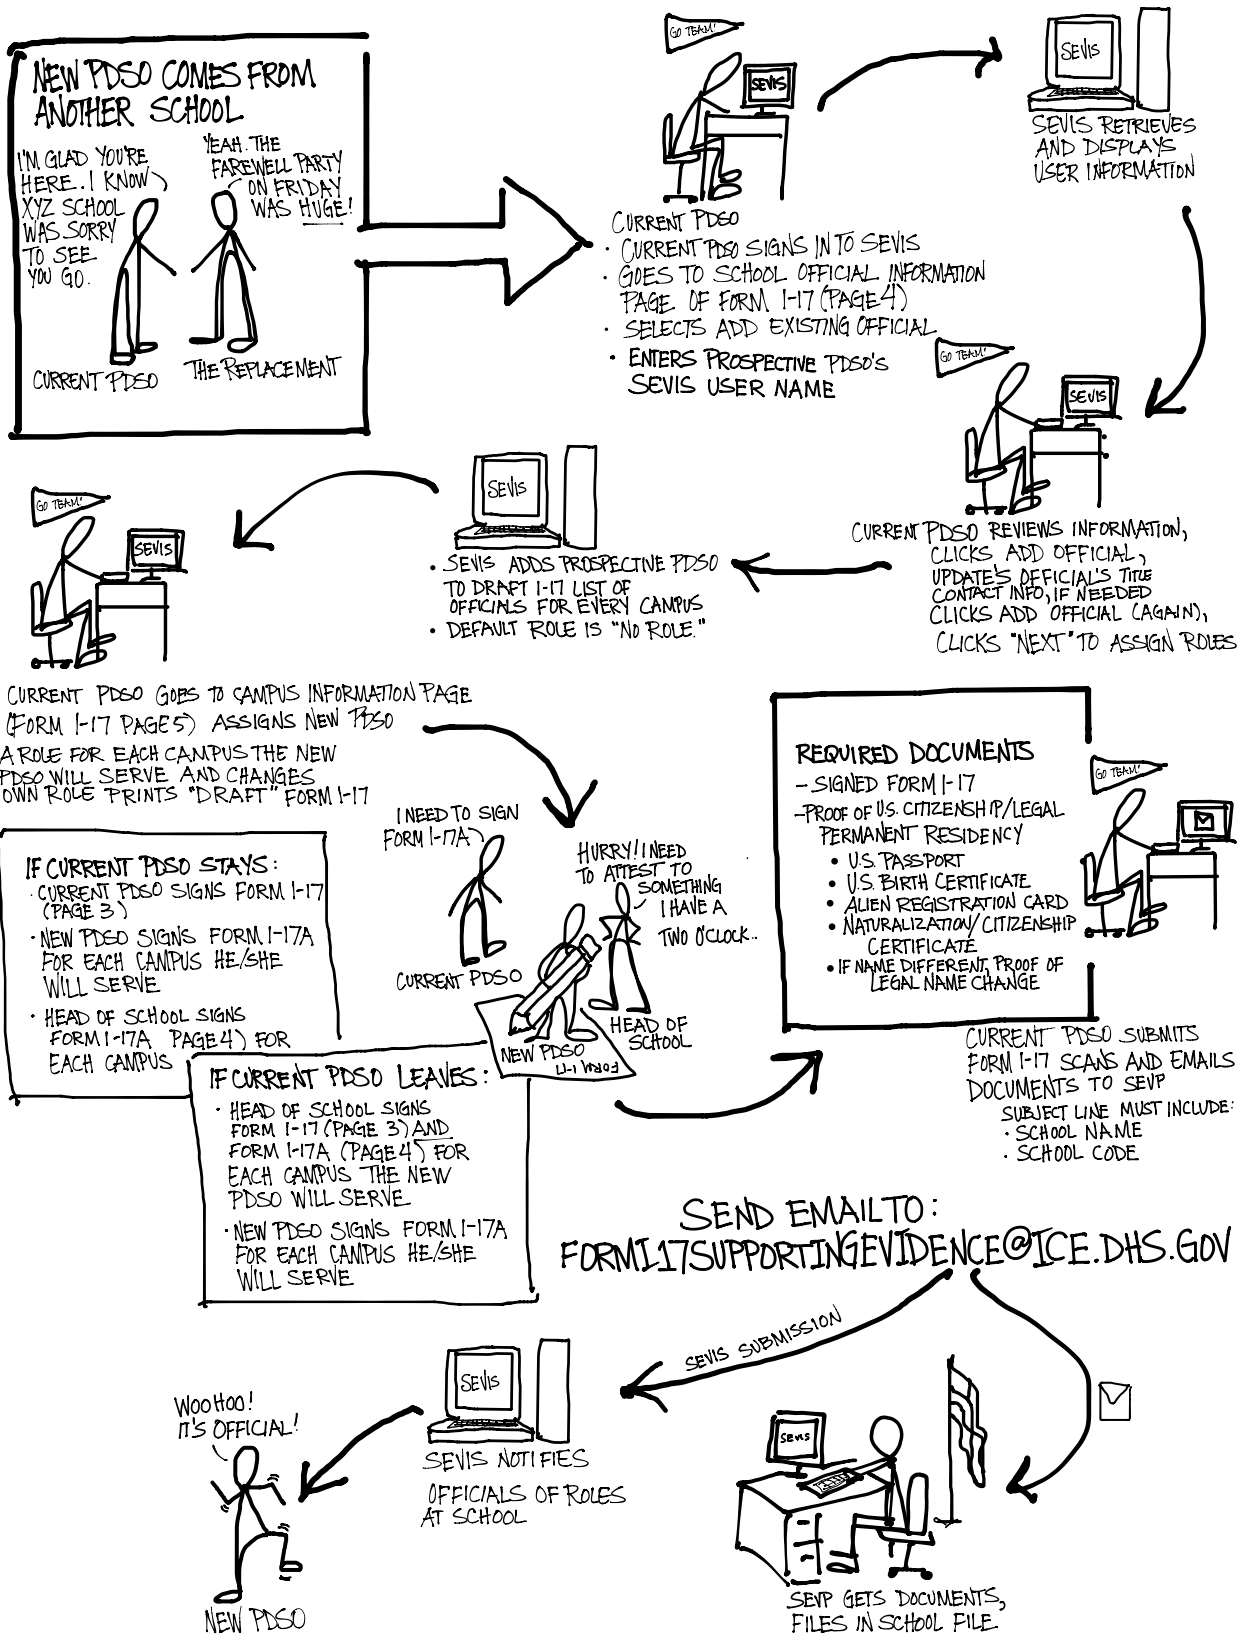 NEW PDSO COMES FROM
ANOTHER SCHOOL
I'M GLAD YOU'RE
HERE. I KNOW
XYZ SCHOOL
WAS SORRY
TO SEE
YOU GO.
YEAH. THE
FAREWELL PARTY
ON FRIDAY
WAS HUGE!
CURRENT PDSO
THE REPLACEMENT
GO TEAM!
SEVIS
CURRENT PDSO
· CURRENT PDSO SIGNS IN TO SEVIS
· GOES TO SCHOOL OFFICIAL INFORMATION
PAGE OF FORM I-17 (PAGE 4)
· SELECTS ADD EXISTING OFFICIAL
· ENTERS PROSPECTIVE PDSO'S
SEVIS USER NAME
SEVIS
SEVIS RETRIEVES
AND DISPLAYS
USER INFORMATION
GO TEAM!
SEVIS
CURRENT PDSO REVIEWS INFORMATION,
CLICKS ADD OFFICIAL,
UPDATE'S OFFICIAL'S TITLE
CONTACT INFO, IF NEEDED
CLICKS ADD OFFICIAL (AGAIN),
CLICKS "NEXT" TO ASSIGN ROLES
SEVIS
· SEVIS ADDS PROSPECTIVE PDSO
TO DRAFT I-17 LIST OF
OFFICIALS FOR EVERY CAMPUS
· DEFAULT ROLE IS "NO ROLE."
GO TEAM!
SEVIS
CURRENT PDSO GOES TO CAMPUS INFORMATION PAGE
(FORM I-17 PAGE 5) ASSIGNS NEW PDSO
A ROLE FOR EACH CAMPUS THE NEW
PDSO WILL SERVE AND CHANGES
OWN ROLE PRINTS "DRAFT" FORM I-17
I NEED TO SIGN
FORM I-17A
CURRENT PDSO
HURRY! I NEED
TO ATTEST TO
SOMETHING
I HAVE A
TWO O'CLOCK..
HEAD OF
SCHOOL
NEW PDSO
FORM I-17
IF CURRENT PDSO STAYS:
· CURRENT PDSO SIGNS FORM I-17
(PAGE 3)
· NEW PDSO SIGNS FORM I-17A
FOR EACH CAMPUS HE/SHE
WILL SERVE
· HEAD OF SCHOOL SIGNS
FORM I-17A PAGE 4) FOR
EACH CAMPUS
IF CURRENT PDSO LEAVES:
· HEAD OF SCHOOL SIGNS
FORM I-17 (PAGE 3) AND
FORM I-17A (PAGE 4) FOR
EACH CAMPUS THE NEW
PDSO WILL SERVE
· NEW PDSO SIGNS FORM I-17A
FOR EACH CAMPUS HE/SHE
WILL SERVE
REQUIRED DOCUMENTS
- SIGNED FORM I-17
- PROOF OF U.S. CITIZENSHIP/LEGAL
PERMANENT RESIDENCY
• U.S. PASSPORT
• U.S. BIRTH CERTIFICATE
• ALIEN REGISTRATION CARD
• NATURALIZATION/CITIZENSHIP
CERTIFICATE
• IF NAME DIFFERENT, PROOF OF
LEGAL NAME CHANGE
GO TEAM!
CURRENT PDSO SUBMITS
FORM I-17 SCANS AND EMAILS
DOCUMENTS TO SEVP
SUBJECT LINE MUST INCLUDE:
· SCHOOL NAME
· SCHOOL CODE
SEND EMAIL TO:
FORMI17SUPPORTINGEVIDENCE@ICE.DHS.GOV
SEVIS SUBMISSION
SEVIS
SEVIS NOTIFIES
OFFICIALS OF ROLES
AT SCHOOL
WOOHOO!
IT'S OFFICIAL!
NEW PDSO
SEVIS
SEVP GETS DOCUMENTS,
FILES IN SCHOOL FILE